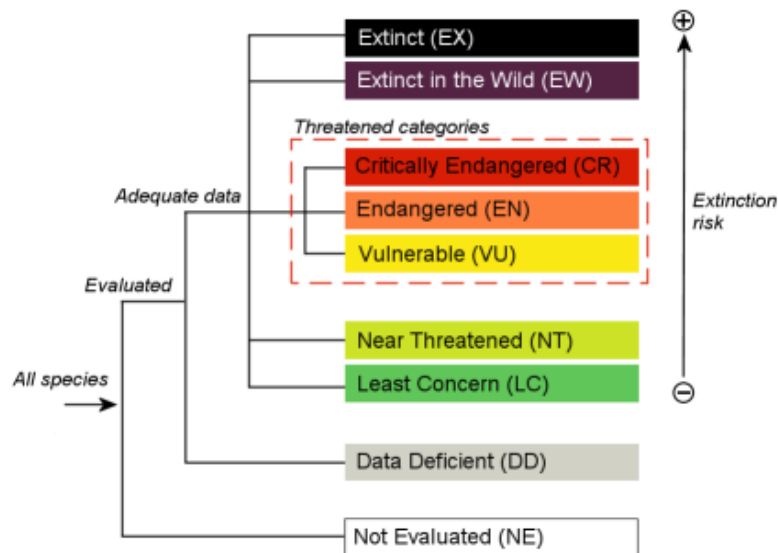 Extinct (EX)
Extinct in the Wild (EW)
Threatened categories
Critically Endangered (CR)
Adequate data
Endangered (EN)
Extinction
risk
Vulnerable (VU)
Evaluated
Near Threatened (NT)
All species
Least Concern (LC)
Data Deficient (DD)
Not Evaluated (NE)